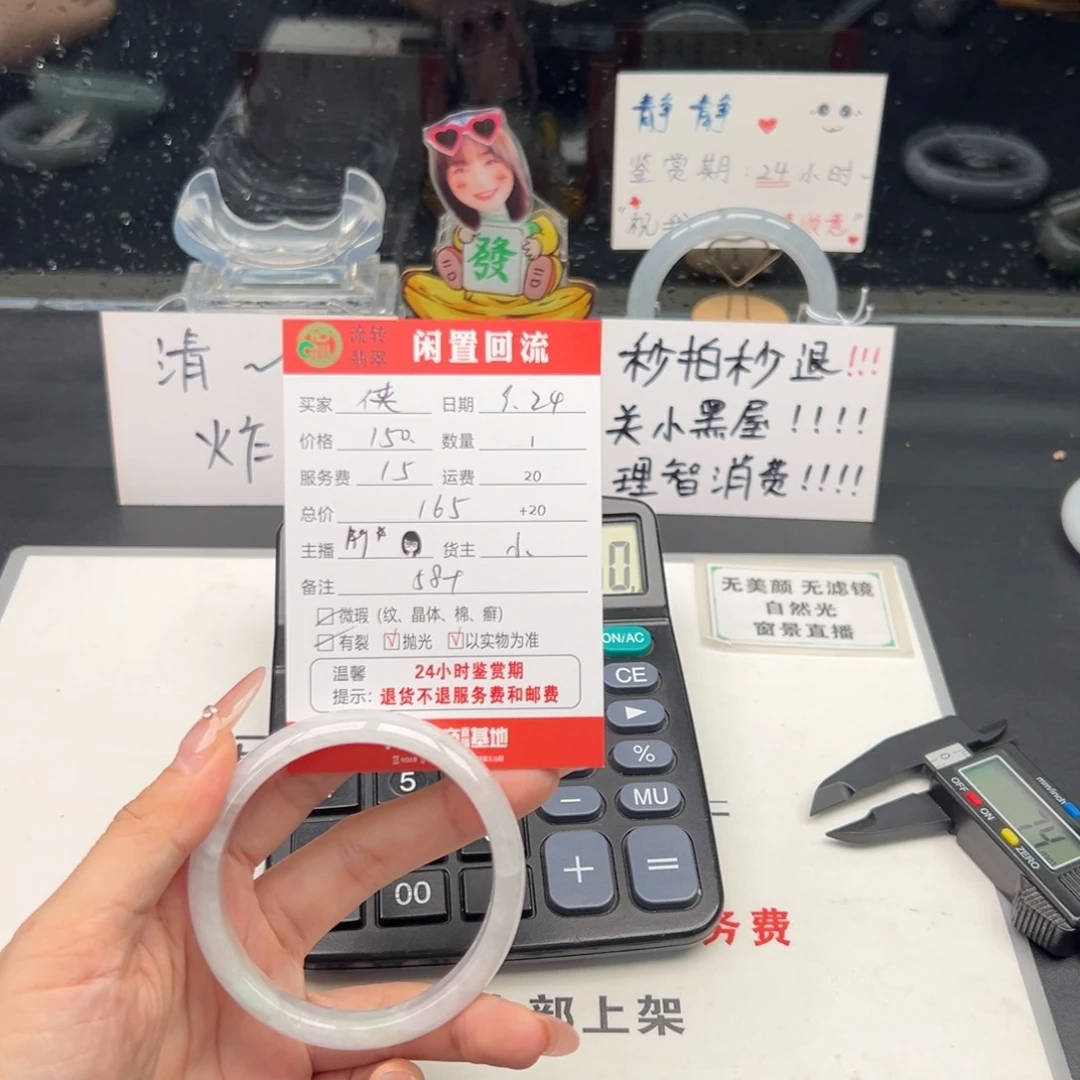 静静
鉴赏期:24小时~
發
流转
翡翠
闲置回流
买家 侠 日期 9.24
价格 150. 数量 1
服务费 15 运费 20
总价 165 +20
主播 货主 小
备注 58+
微瑕 (纹、晶体、棉、癣)
有裂 抛光 以实物为准
温馨 24小时鉴赏期
提示: 退货不退服务费和邮费
基地
清~
炸
秒拍秒退!!!
关小黑屋!!!!
理智消费!!!!
无美颜 无滤镜
自然光
窗景直播
0.
ON/AC
CE
%
MU
5
00
+
=
−
mm/inch
OFF ON
ZERO
务费
部上架